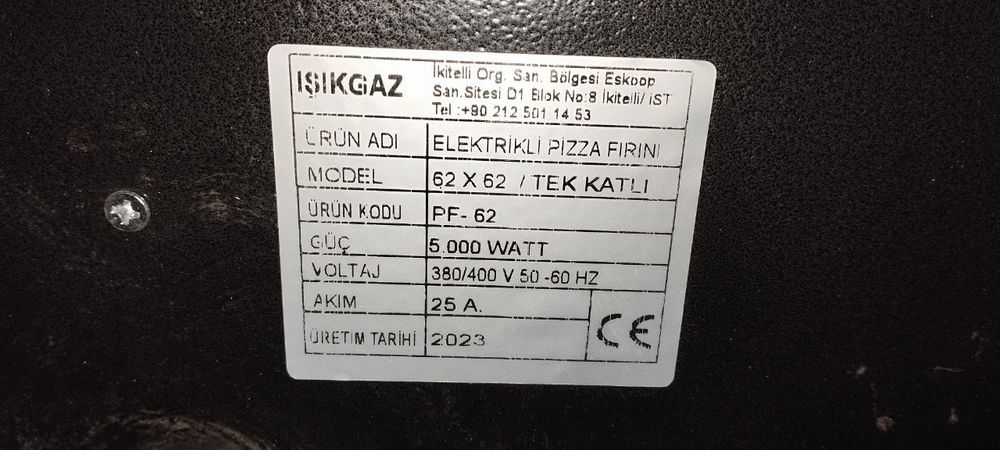 IŞIKGAZ
İkitelli Org. San. Bölgesi Eskoop
San.Sitesi D1 Blok No:8 İkitelli/ İST
Tel :+90 212 501 14 53
ÜRÜN ADI ELEKTRİKLİ PİZZA FIRINI
MODEL 62 X 62 / TEK KATLI
ÜRÜN KODU PF- 62
GÜÇ 5.000 WATT
VOLTAJ 380/400 V 50 -60 HZ
AKIM 25 A.
ÜRETİM TARİHİ 2023
CE